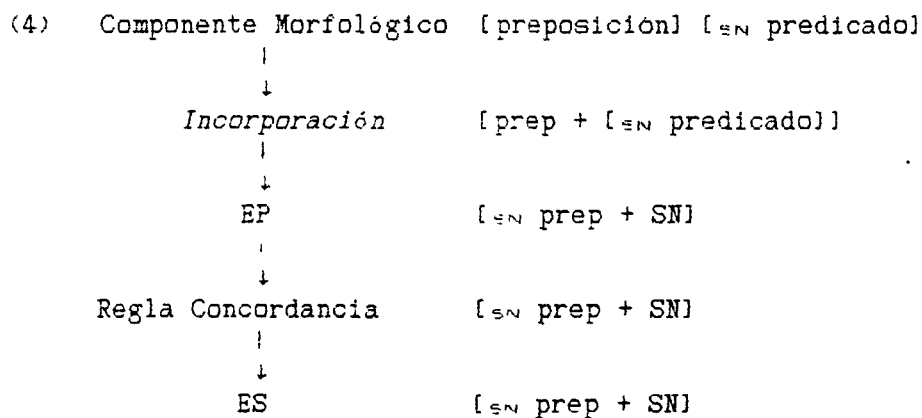 (4) Componente Morfológico [preposición] [SN predicado]
↓
Incorporación [prep + [SN predicado]]
↓
EP [SN prep + SN]
↓
Regla Concordancia [SN prep + SN]
↓
ES [SN prep + SN]